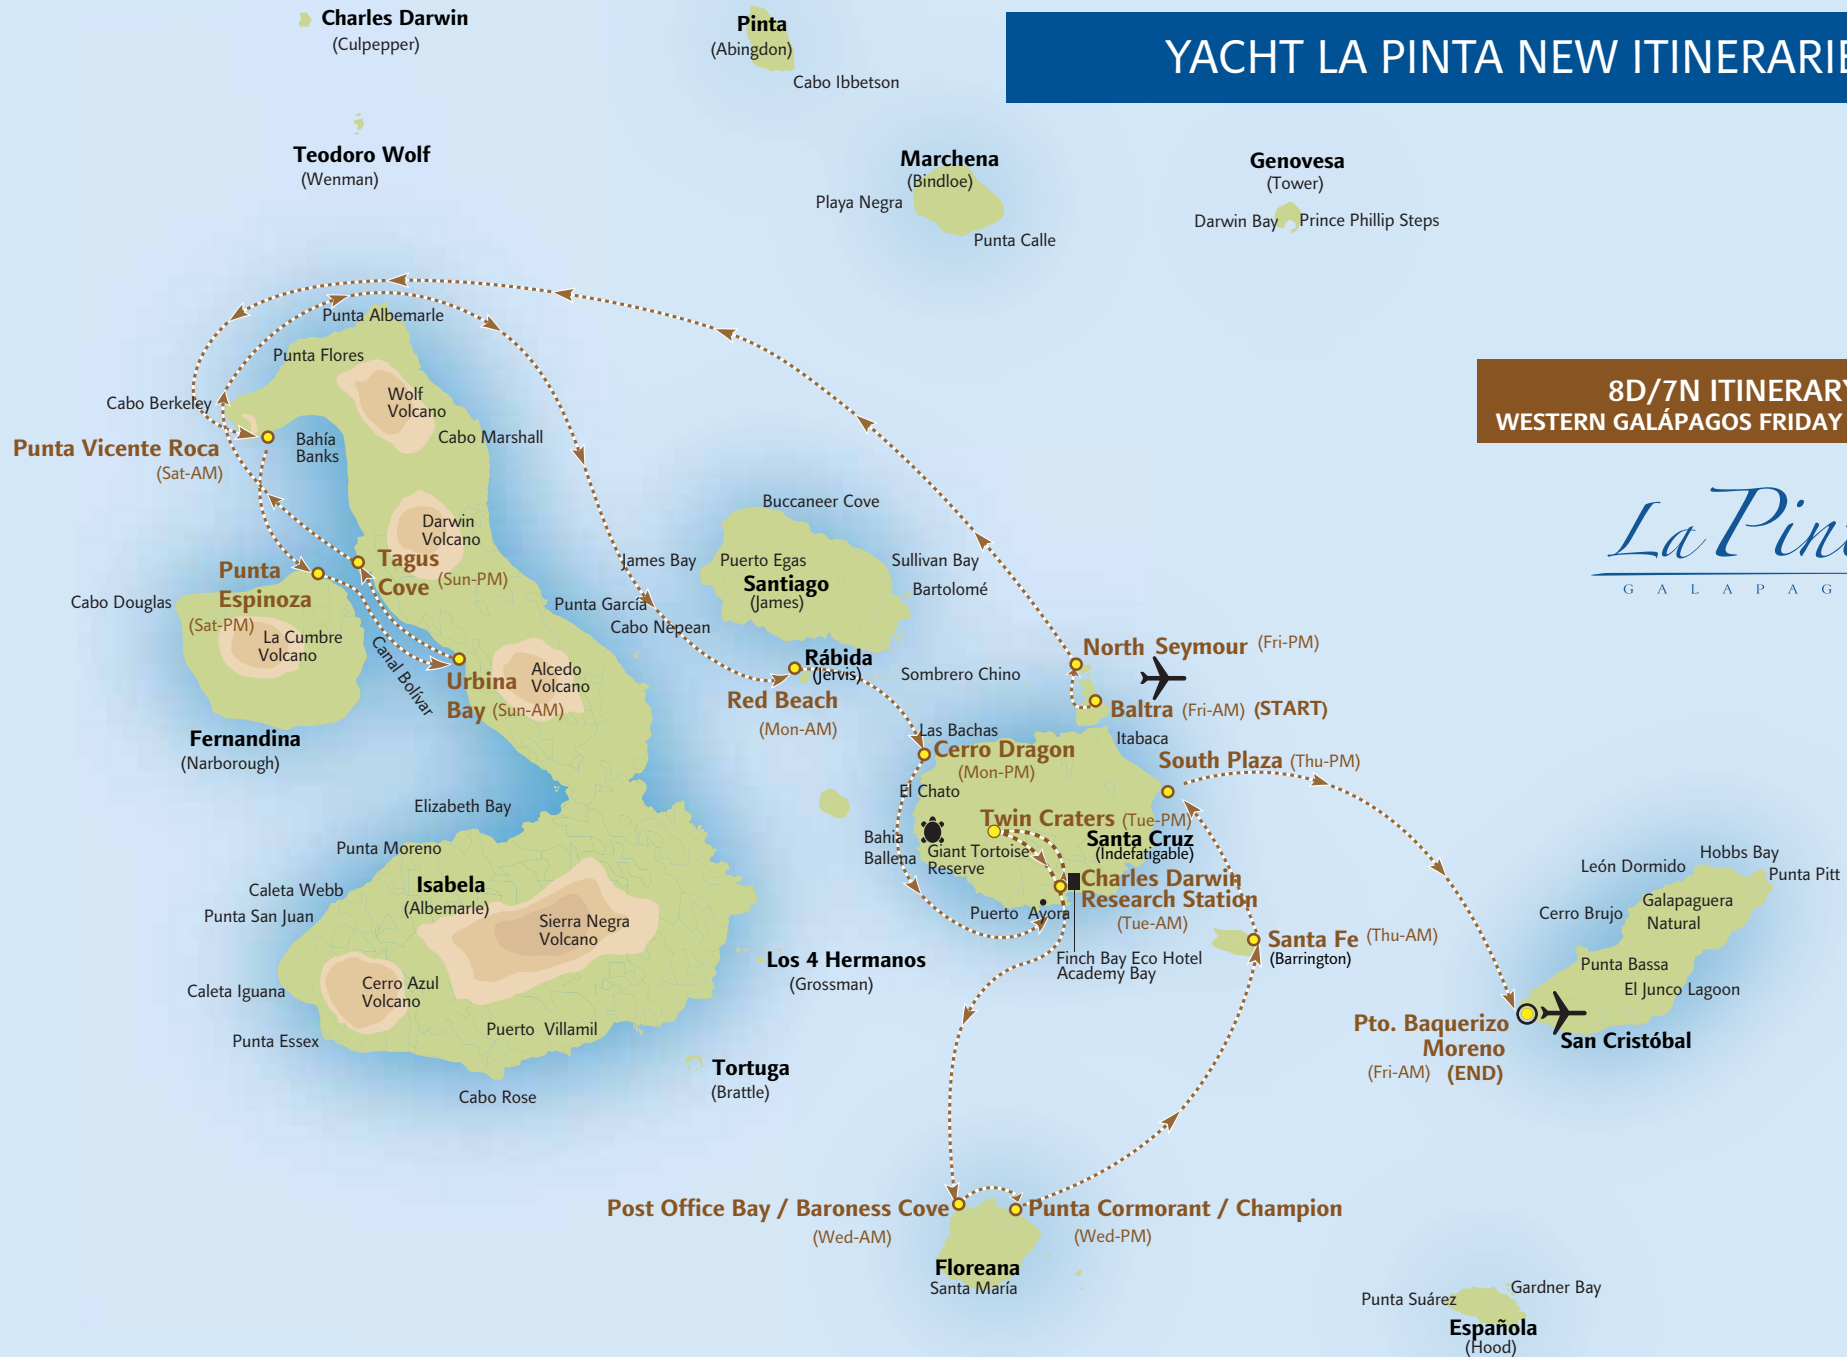 Charles Darwin
(Culpepper)
Pinta
(Abingdon)
Cabo Ibbetson
YACHT LA PINTA NEW ITINERARIE
Teodoro Wolf
(Wenman)
Marchena
(Bindloe)
Playa Negra
Punta Calle
Genovesa
(Tower)
Darwin Bay
Prince Phillip Steps
8D/7N ITINERARY
WESTERN GALÁPAGOS FRIDAY
La Pint
G A L A P A G
Punta Albemarle
Punta Flores
Wolf
Volcano
Cabo Berkeley
Cabo Marshall
Bahía
Banks
Punta Vicente Roca
(Sat-AM)
Darwin
Volcano
Tagus
Cove (Sun-PM)
Punta
Espinoza
(Sat-PM)
Cabo Douglas
La Cumbre
Volcano
Canal Bolívar
Fernandina
(Narborough)
Urbina
Bay (Sun-AM)
Alcedo
Volcano
Punta García
Cabo Nepean
Buccaneer Cove
James Bay
Puerto Egas
Sullivan Bay
Santiago
(James)
Bartolomé
Rábida
(Jervis)
Sombrero Chino
Red Beach
(Mon-AM)
North Seymour (Fri-PM)
Baltra (Fri-AM) (START)
Las Bachas
Itabaca
Cerro Dragon
(Mon-PM)
South Plaza (Thu-PM)
El Chato
Twin Craters (Tue-PM)
Santa Cruz
(Indefatigable)
Bahia
Ballena
Giant Tortoise
Reserve
Charles Darwin
Research Station
(Tue-AM)
Puerto Ayora
Finch Bay Eco Hotel
Academy Bay
Santa Fe (Thu-AM)
(Barrington)
Elizabeth Bay
Punta Moreno
Isabela
(Albemarle)
Caleta Webb
Punta San Juan
Sierra Negra
Volcano
Cerro Azul
Volcano
Caleta Iguana
Puerto Villamil
Punta Essex
Cabo Rose
Los 4 Hermanos
(Grossman)
Tortuga
(Brattle)
León Dormido
Hobbs Bay
Punta Pitt
Galapaguera
Natural
Cerro Brujo
Punta Bassa
El Junco Lagoon
Pto. Baquerizo
Moreno
(Fri-AM) (END)
San Cristóbal
Post Office Bay / Baroness Cove
(Wed-AM)
Punta Cormorant / Champion
(Wed-PM)
Floreana
Santa María
Gardner Bay
Punta Suárez
Española
(Hood)